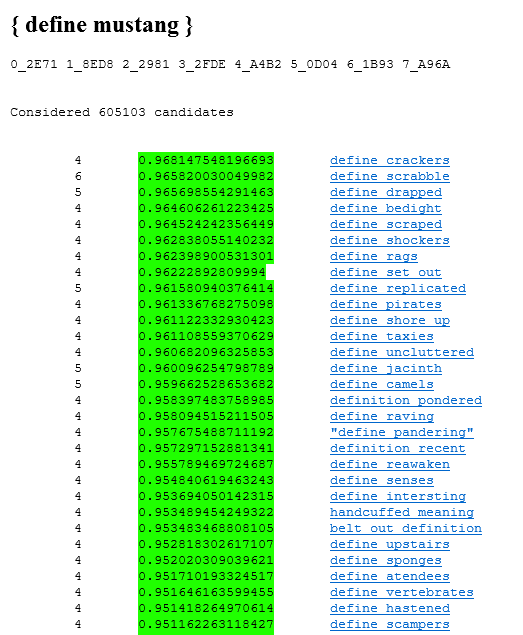 { define mustang }
0_2E71 1_8ED8 2_2981 3_2FDE 4_A4B2 5_0D04 6_1B93 7_A96A
Considered 605103 candidates
4 0.968147548196693 define crackers
6 0.965820030049982 define scrabble
5 0.965698554291463 define drapped
4 0.964606261223425 define bedight
4 0.964524242356449 define scraped
4 0.962838055140232 define shockers
4 0.962398900531301 define rags
4 0.96222892809994 define set out
5 0.961580940376414 define replicated
4 0.961336768275098 define pirates
4 0.961122332930423 define shore up
4 0.961108559370629 define taxies
4 0.960682096325853 define uncluttered
5 0.960096254798789 define jacinth
5 0.959662528653682 define camels
4 0.958397483758985 definition pondered
4 0.958094515211505 define raving
4 0.957675488711192 "define pandering"
4 0.957297152881341 definition recent
4 0.955789469724687 define reawaken
4 0.954840619463243 define senses
4 0.953694050142315 define intersting
4 0.953489454249322 handcuffed meaning
4 0.953483468808105 belt out definition
4 0.952818302617107 define upstairs
4 0.952020309039621 define sponges
4 0.951710193324517 define atendees
4 0.951646163599455 define vertebrates
4 0.951418264970614 define hastened
4 0.951162263118427 define scampers